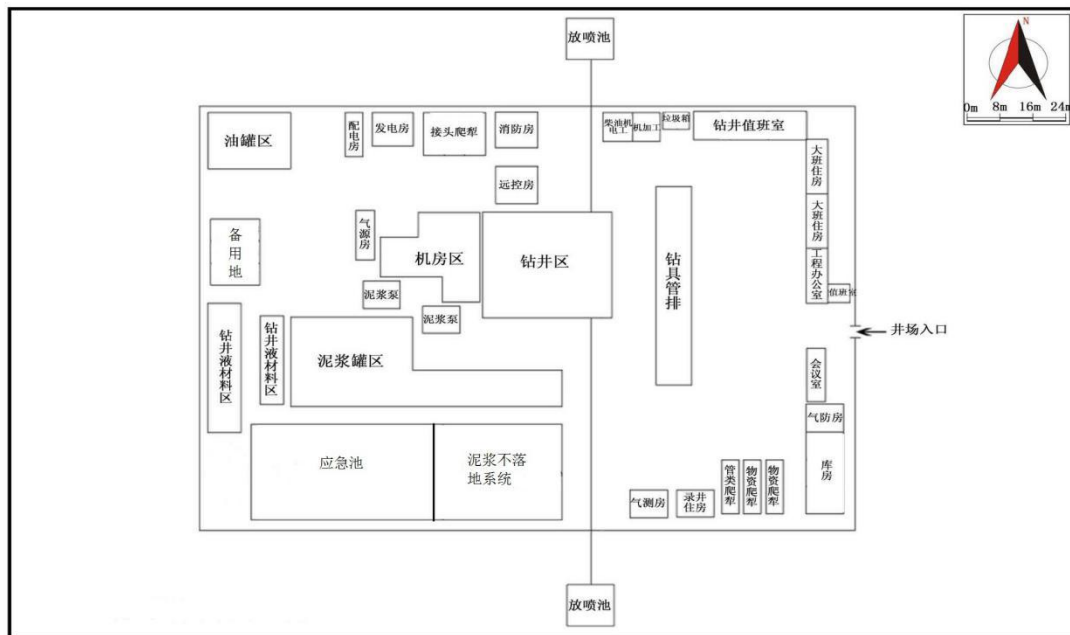 放喷池
N
0m 8m 16m 24m
油罐区
配电房
发电房
接头爬犁
消防房
柴油机
电工
机加工
垃圾箱
钻井值班室
大班住房
远控房
大班住房
备用地
气源房
机房区
钻井区
钻具管排
工程办公室
值班室
泥浆泵
泥浆泵
井场入口
钻井液材料区
钻井液材料区
泥浆罐区
会议室
气防房
应急池
泥浆不落
地系统
管类爬犁
物资爬犁
物资爬犁
库房
气测房
录井
住房
放喷池